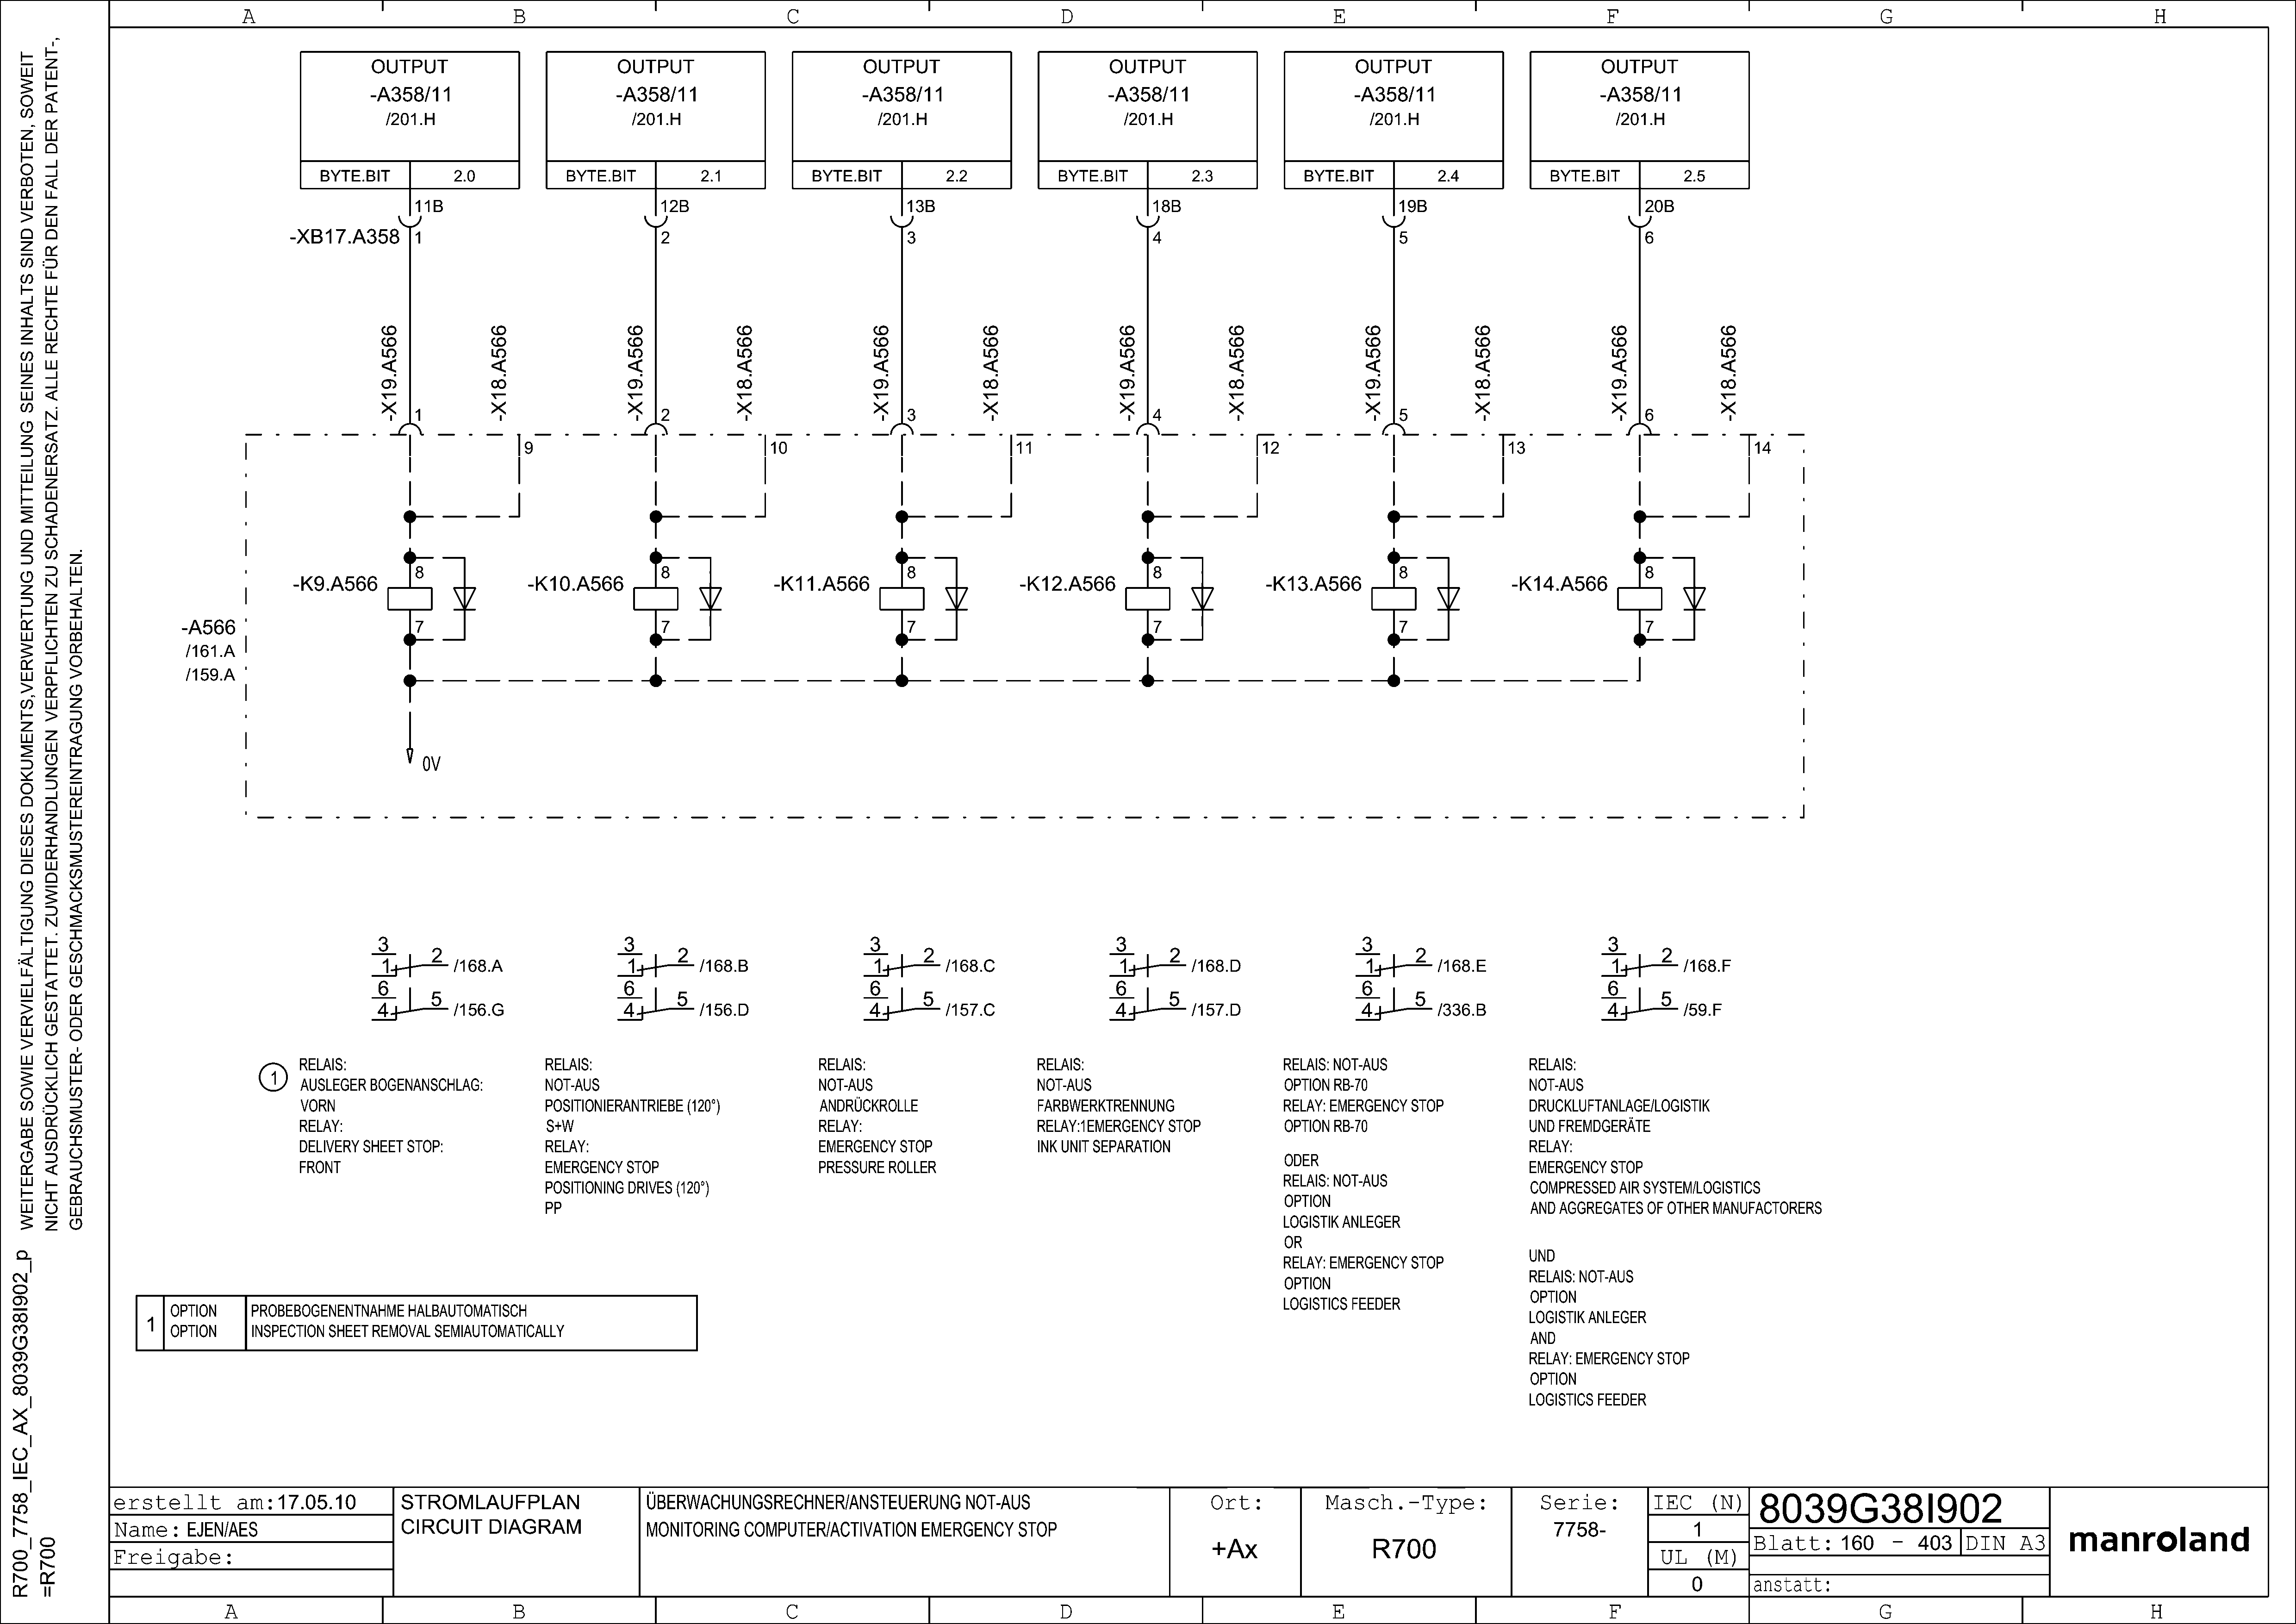 A B C D E F G H
WEITERGABE SOWIE VERVIELFÄLTIGUNG DIESES DOKUMENTS,VERWERTUNG UND MITTEILUNG SEINES INHALTS SIND VERBOTEN, SOWEIT
NICHT AUSDRÜCKLICH GESTATTET. ZUWIDERHANDLUNGEN VERPFLICHTEN ZU SCHADENERSATZ. ALLE RECHTE FÜR DEN FALL DER PATENT-,
GEBRAUCHSMUSTER- ODER GESCHMACKSMUSTEREINTRAGUNG VORBEHALTEN.
R700_7758_IEC_AX_8039G38I902_p
=R700
OUTPUT OUTPUT OUTPUT OUTPUT OUTPUT OUTPUT
-A358/11 -A358/11 -A358/11 -A358/11 -A358/11 -A358/11
/201.H /201.H /201.H /201.H /201.H /201.H
BYTE.BIT 2.0 BYTE.BIT 2.1 BYTE.BIT 2.2 BYTE.BIT 2.3 BYTE.BIT 2.4 BYTE.BIT 2.5
11B 12B 13B 18B 19B 20B
-XB17.A358 1 2 3 4 5 6
-X19.A566 -X18.A566 -X19.A566 -X18.A566 -X19.A566 -X18.A566 -X19.A566 -X18.A566 -X19.A566 -X18.A566 -X19.A566 -X18.A566
1 2 3 4 5 6
9 10 11 12 13 14
8 8 8 8 8 8
-K9.A566 -K10.A566 -K11.A566 -K12.A566 -K13.A566 -K14.A566
7 7 7 7 7 7
-A566
/161.A
/159.A
0V
3 3 3 3 3 3
1 2 /168.A 1 2 /168.B 1 2 /168.C 1 2 /168.D 1 2 /168.E 1 2 /168.F
6 6 6 6 6 6
4 5 /156.G 4 5 /156.D 4 5 /157.C 4 5 /157.D 4 5 /336.B 4 5 /59.F
1
RELAIS:
AUSLEGER BOGENANSCHLAG:
VORN
RELAY:
DELIVERY SHEET STOP:
FRONT
RELAIS:
NOT-AUS
POSITIONIERANTRIEBE (120°)
S+W
RELAY:
EMERGENCY STOP
POSITIONING DRIVES (120°)
PP
RELAIS:
NOT-AUS
ANDRÜCKROLLE
RELAY:
EMERGENCY STOP
PRESSURE ROLLER
RELAIS:
NOT-AUS
FARBWERKTRENNUNG
RELAY:1EMERGENCY STOP
INK UNIT SEPARATION
RELAIS: NOT-AUS
OPTION RB-70
RELAY: EMERGENCY STOP
OPTION RB-70
ODER
RELAIS: NOT-AUS
OPTION
LOGISTIK ANLEGER
OR
RELAY: EMERGENCY STOP
OPTION
LOGISTICS FEEDER
RELAIS:
NOT-AUS
DRUCKLUFTANLAGE/LOGISTIK
UND FREMDGERÄTE
RELAY:
EMERGENCY STOP
COMPRESSED AIR SYSTEM/LOGISTICS
AND AGGREGATES OF OTHER MANUFACTORERS
UND
RELAIS: NOT-AUS
OPTION
LOGISTIK ANLEGER
AND
RELAY: EMERGENCY STOP
OPTION
LOGISTICS FEEDER
1 OPTION PROBEBOGENENTNAHME HALBAUTOMATISCH
OPTION INSPECTION SHEET REMOVAL SEMIAUTOMATICALLY
erstellt am:17.05.10
Name: EJEN/AES
Freigabe:
STROMLAUFPLAN
CIRCUIT DIAGRAM
ÜBERWACHUNGSRECHNER/ANSTEUERUNG NOT-AUS
MONITORING COMPUTER/ACTIVATION EMERGENCY STOP
Ort:
+Ax
Masch.-Type:
R700
Serie:
7758-
IEC (N)
1
UL (M)
0
8039G38I902
Blatt: 160 - 403 DIN A3
anstatt:
manroland
A B C D E F G H